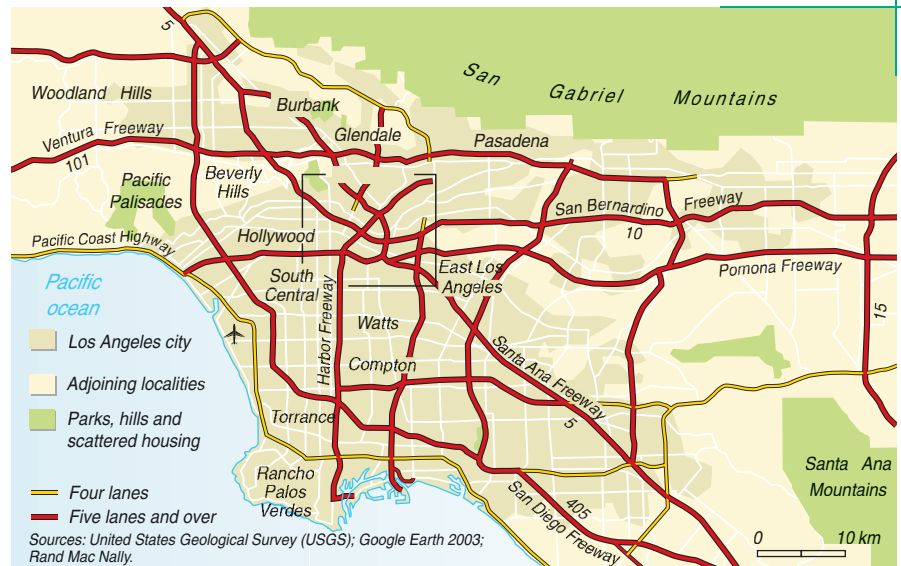 5
San
Gabriel
Mountains
Woodland Hills
Burbank
Glendale
Pasadena
Ventura Freeway
101
Beverly
Hills
Pacific
Palisades
San Bernardino Freeway
10
Pacific Coast Highway
Hollywood
Pomona Freeway
East Los
Angeles
South
Central
Pacific
ocean
Harbor Freeway
Watts
15
Los Angeles city
Compton
Santa Ana Freeway
5
Adjoining localities
Torrance
Parks, hills and
scattered housing
Rancho
Palos
Verdes
Santa Ana
Mountains
Four lanes
Five lanes and over
405
San Diego Freeway
0 10 km
Sources: United States Geological Survey (USGS); Google Earth 2003;
Rand Mac Nally.